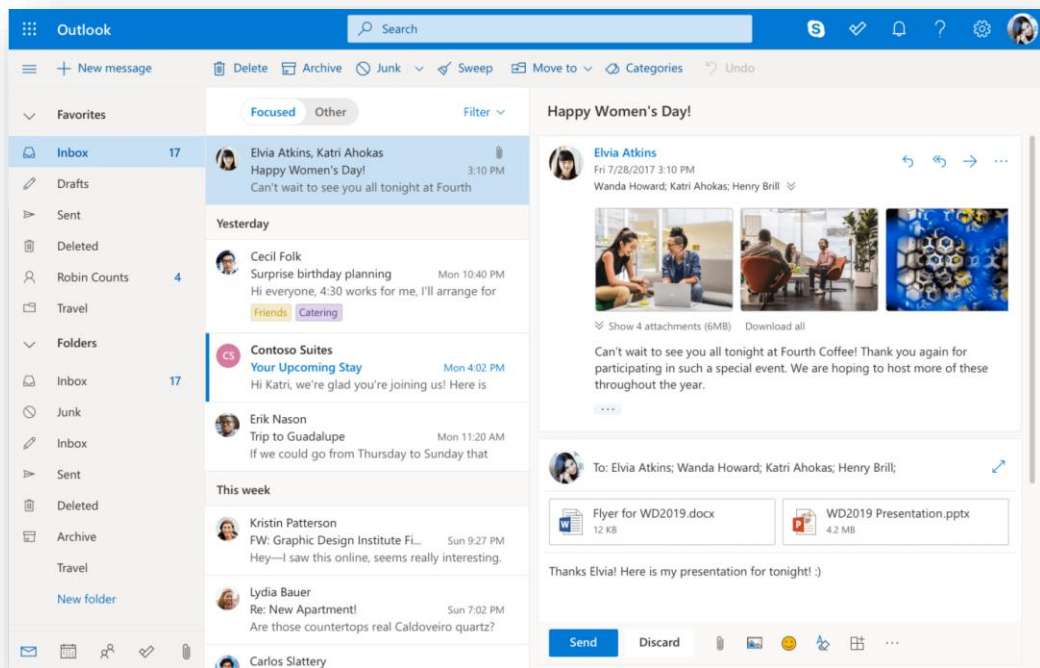 Outlook
Search
New message
Delete
Archive
Junk
Sweep
Move to
Categories
Undo
Favorites
Inbox 17
Drafts
Sent
Deleted
Robin Counts 4
Travel
Folders
Inbox 17
Junk
Inbox
Sent
Deleted
Archive
Travel
New folder
Focused Other
Filter
Elvia Atkins, Katri Ahokas
Happy Women's Day! 3:10 PM
Can't wait to see you all tonight at Fourth
Yesterday
Cecil Folk
Surprise birthday planning Mon 10:40 PM
Hi everyone, 4:30 works for me, I'll arrange for
Friends Catering
CS
Contoso Suites
Your Upcoming Stay Mon 4:02 PM
Hi Katri, we're glad you're joining us! Here is
Erik Nason
Trip to Guadalupe Mon 11:20 AM
If we could go from Thursday to Sunday that
This week
Kristin Patterson
FW: Graphic Design Institute Fi... Sun 9:27 PM
Hey—I saw this online, seems really interesting.
Lydia Bauer
Re: New Apartment! Sun 7:02 PM
Are those countertops real Caldoveiro quartz?
Carlos Slattery
Happy Women's Day!
Elvia Atkins
Fri 7/28/2017 3:10 PM
Wanda Howard; Katri Ahokas; Henry Brill
Show 4 attachments (6MB) Download all
Can't wait to see you all tonight at Fourth Coffee! Thank you again for
participating in such a special event. We are hoping to host more of these
throughout the year.
To: Elvia Atkins; Wanda Howard; Katri Ahokas; Henry Brill;
Flyer for WD2019.docx
12 KB
WD2019 Presentation.pptx
4.2 MB
Thanks Elvia! Here is my presentation for tonight! :)
Send
Discard